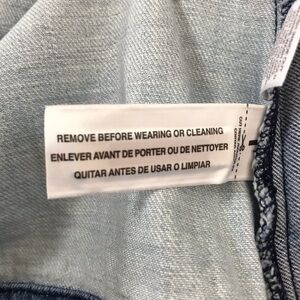 REMOVE BEFORE WEARING OR CLEANING
ENLEVER AVANT DE PORTER OU DE NETTOYER
QUITAR ANTES DE USAR O LIMPIAR